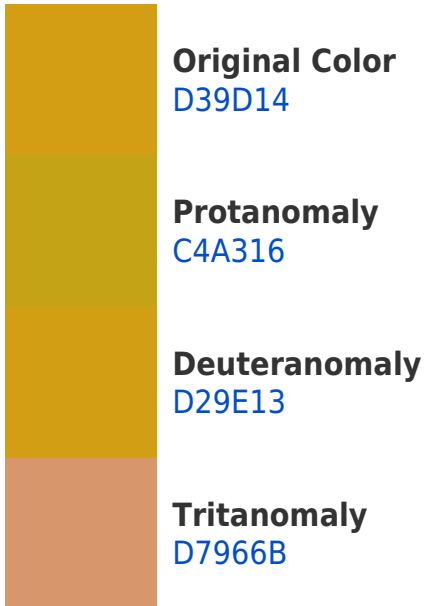 Original Color
D39D14
Protanomaly
C4A316
Deuteranomaly
D29E13
Tritanomaly
D7966B